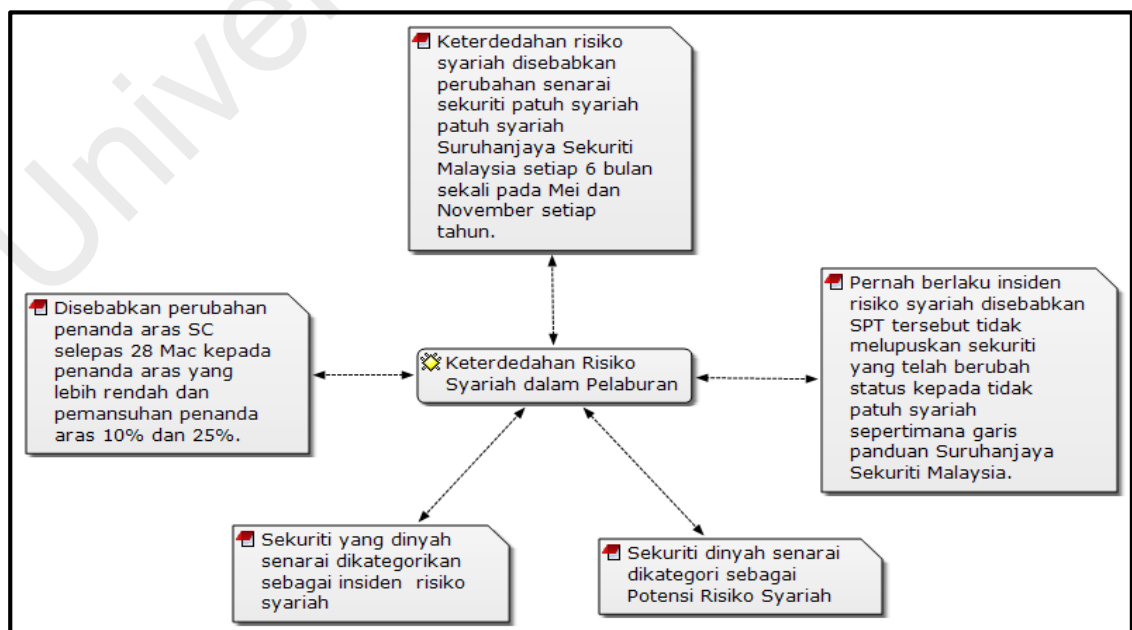 Univer
Keterdedahan risiko
syariah disebabkan
perubahan senarai
sekuriti patuh syariah
patuh syariah
Suruhanjaya Sekuriti
Malaysia setiap 6 bulan
sekali pada Mei dan
November setiap
tahun.
Disebabkan perubahan
penanda aras SC
selepas 28 Mac kepada
penanda aras yang
lebih rendah dan
pemansuhan penanda
aras 10% dan 25%.
Keterdedahan Risiko
Syariah dalam Pelaburan
Pernah berlaku insiden
risiko syariah disebabkan
SPT tersebut tidak
melupuskan sekuriti
yang telah berubah
status kepada tidak
patuh syariah
sepertimana garis
panduan Suruhanjaya
Sekuriti Malaysia.
Sekuriti yang dinyah
senarai dikategorikan
sebagai insiden  risiko
syariah
Sekuriti dinyah senarai
dikategori sebagai
Potensi Risiko Syariah